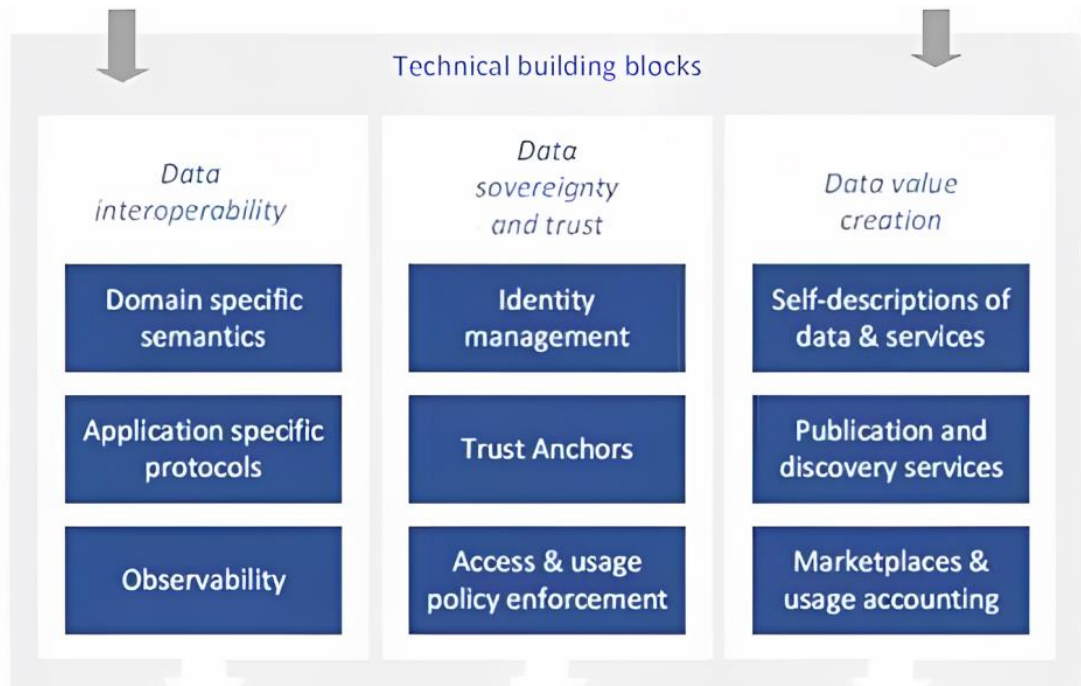 Technical building blocks
Data
interoperability
Domain specific
semantics
Application specific
protocols
Observability
Data
sovereignty
and trust
Identity
management
Trust Anchors
Access & usage
policy enforcement
Data value
creation
Self-descriptions of
data & services
Publication and
discovery services
Marketplaces &
usage accounting